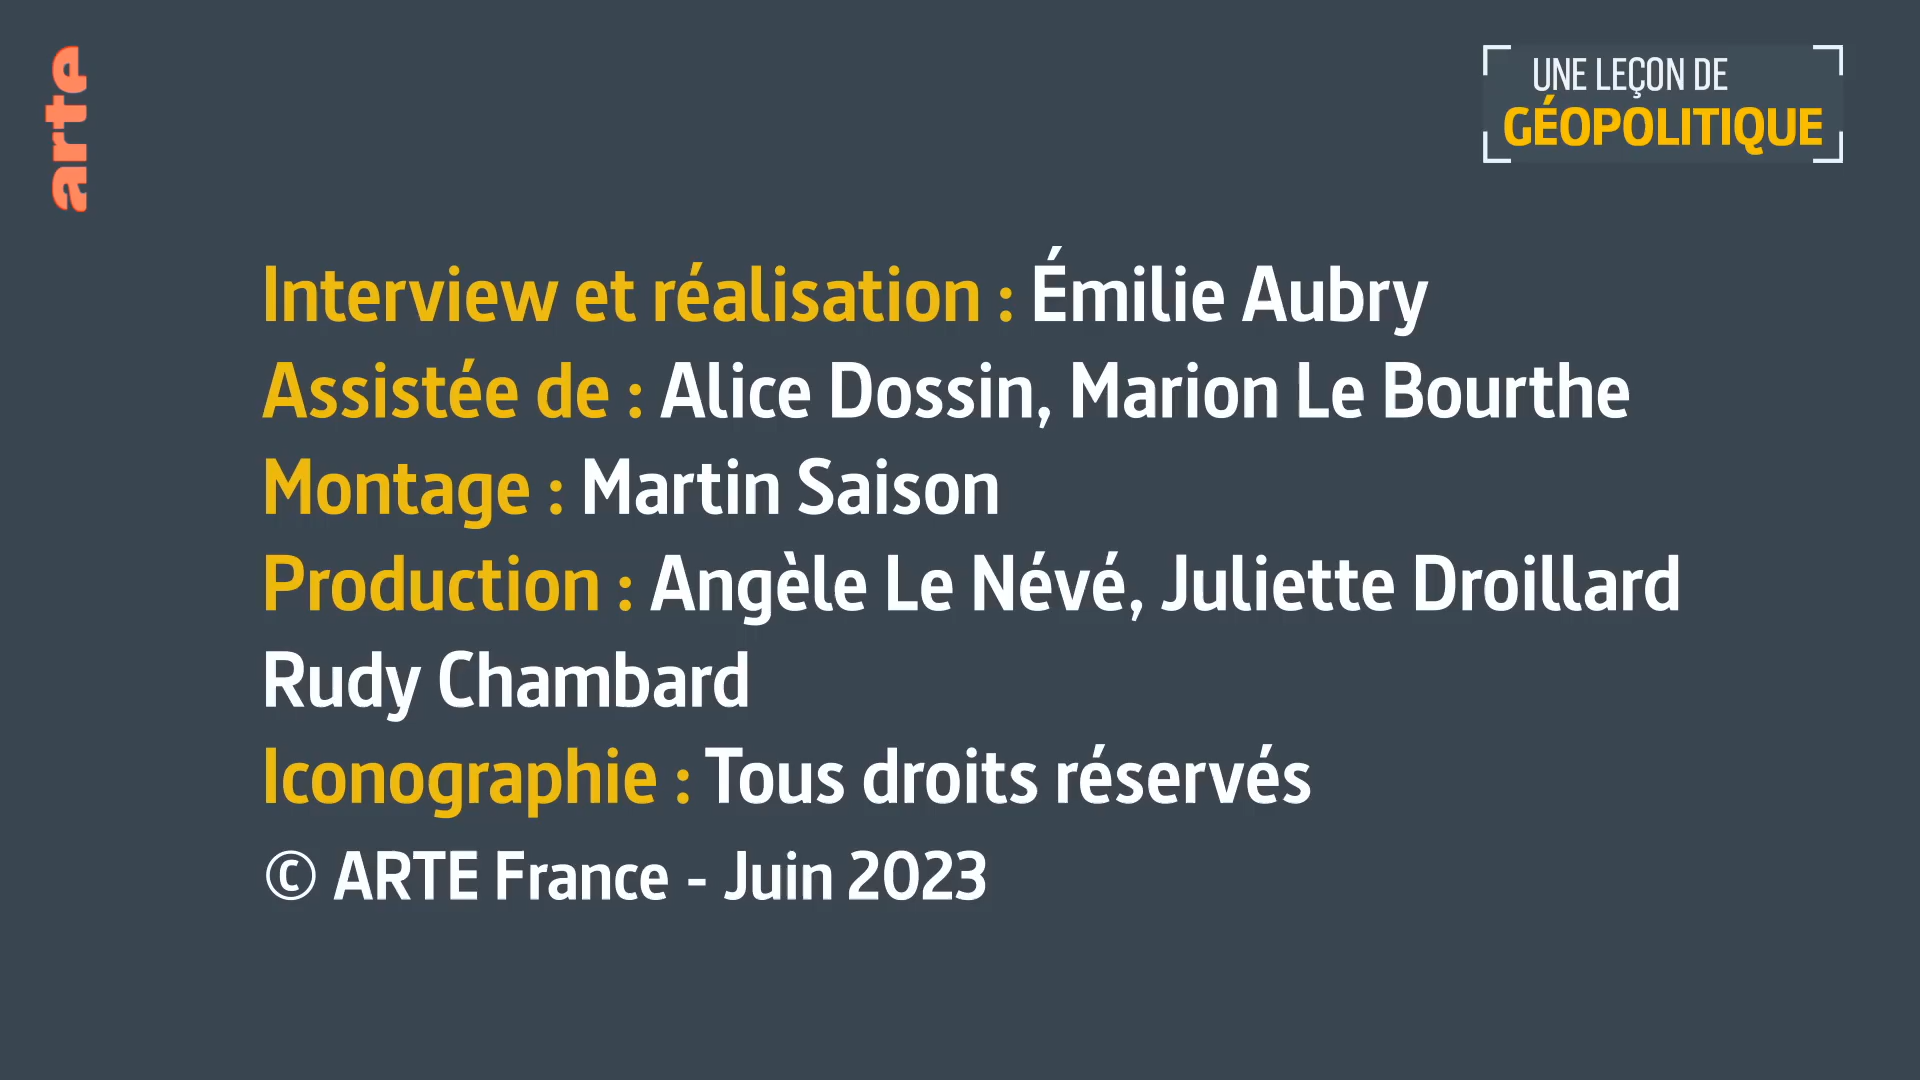 arte
UNE LEÇON DE
GÉOPOLITIQUE
Interview et réalisation : Émilie Aubry
Assistée de : Alice Dossin, Marion Le Bourthe
Montage : Martin Saison
Production : Angèle Le Névé, Juliette Droillard
Rudy Chambard
Iconographie : Tous droits réservés
© ARTE France - Juin 2023